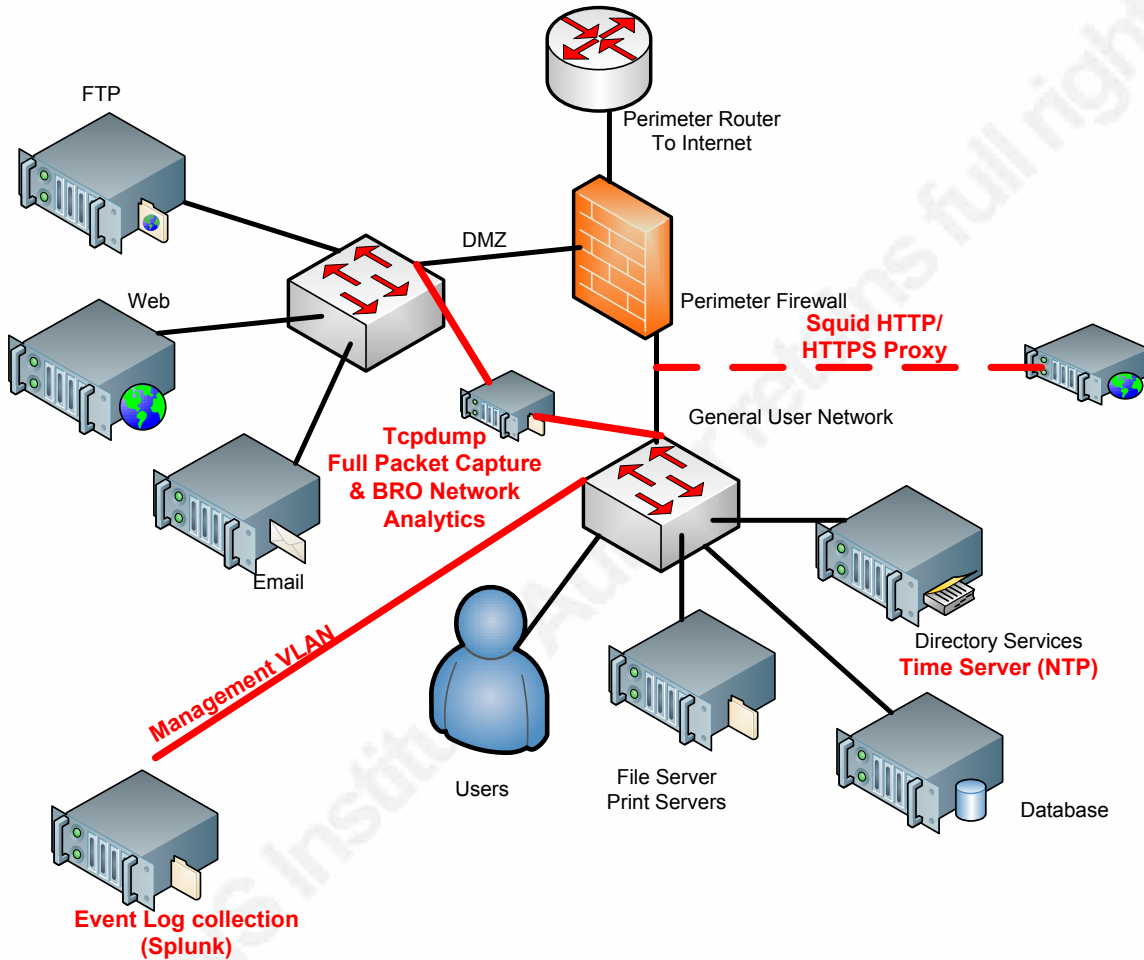 FTP
Perimeter Router
To Internet
DMZ
Web
Perimeter Firewall
Squid HTTP/
HTTPS Proxy
General User Network
Tcpdump
Full Packet Capture
& BRO Network
Analytics
Email
Management VLAN
Directory Services
Time Server (NTP)
Users
File Server
Print Servers
Database
Event Log collection
(Splunk)
full righ